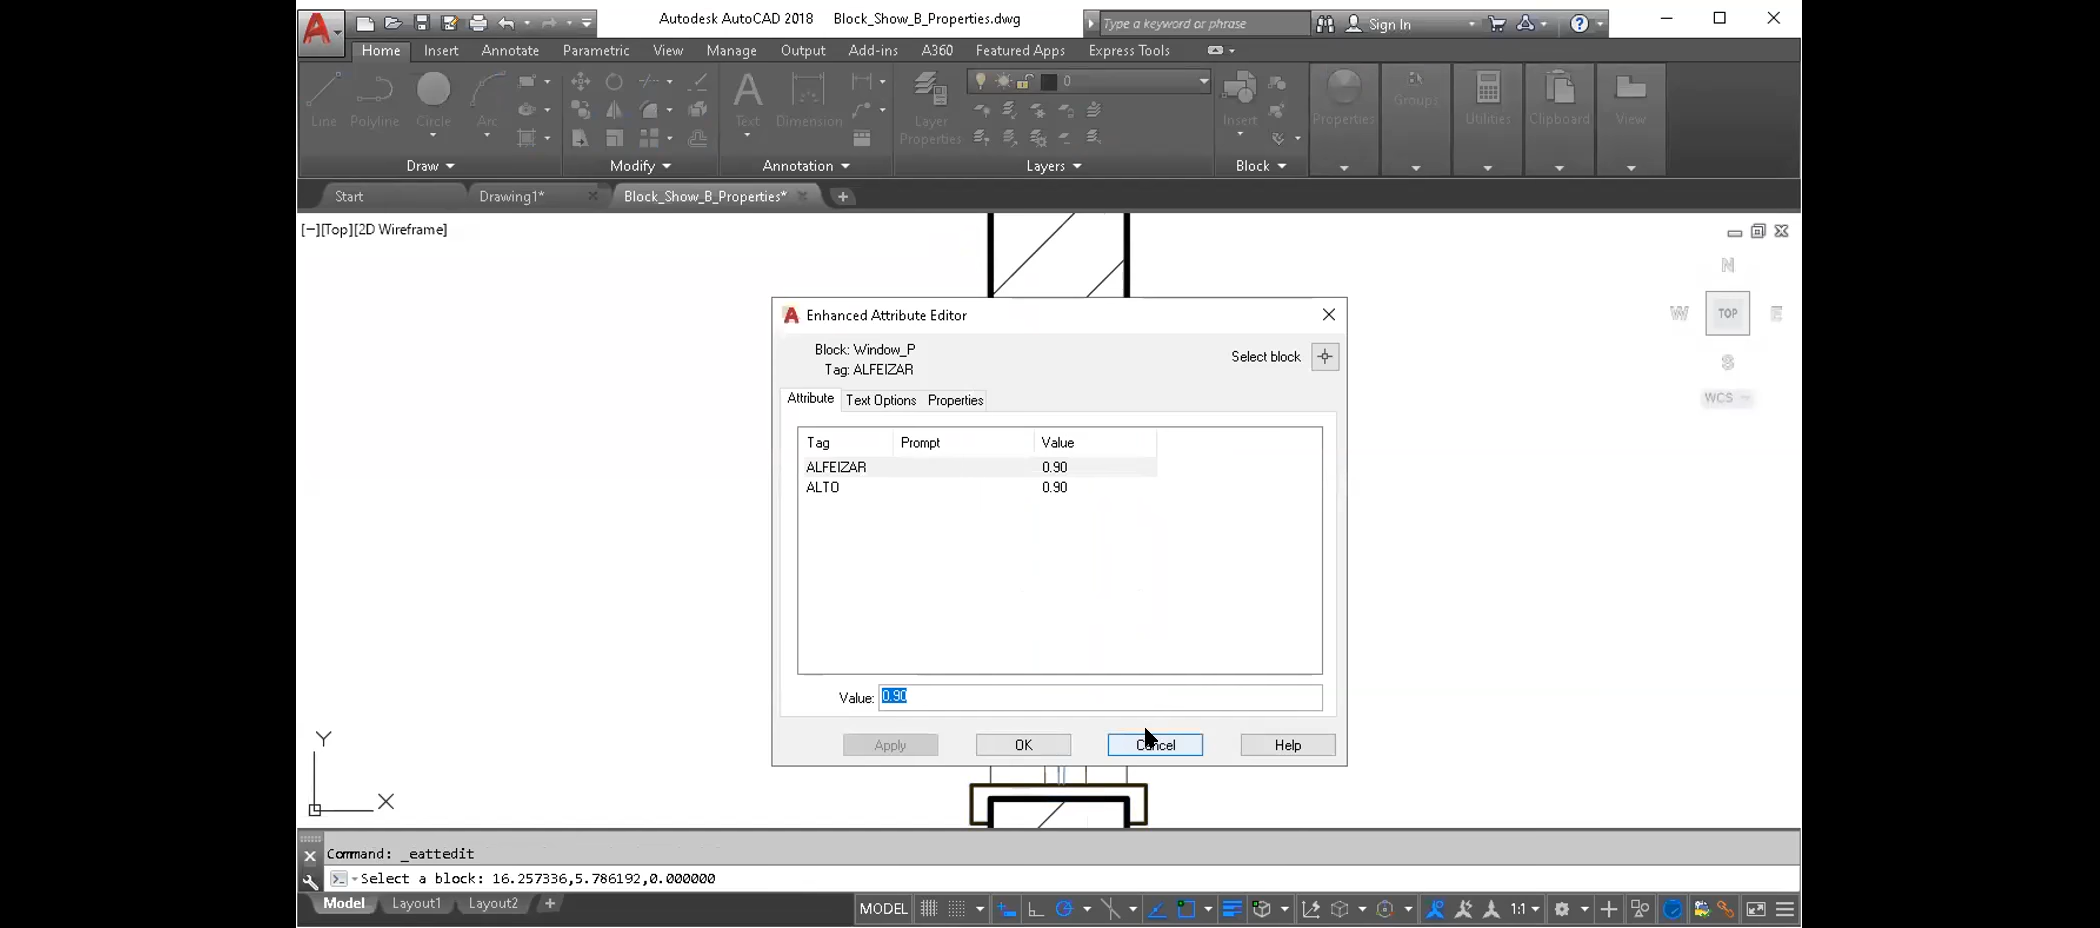 Autodesk AutoCAD 2018 Block_Show_B_Properties.dwg
Type a keyword or phrase
Sign In
Home Insert Annotate Parametric View Manage Output Add-ins A360 Featured Apps Express Tools
0
Line Polyline Circle Arc
Text Dimension
Layer
Properties
Insert
Properties Groups Utilities Clipboard View
Draw Modify Annotation Layers Block
Start Drawing1* Block_Show_B_Properties*
[−][Top][2D Wireframe]
N
W TOP E
S
WCS
Enhanced Attribute Editor
Block: Window_P
Tag: ALFEIZAR
Select block
Attribute Text Options Properties
Tag Prompt Value
ALFEIZAR 0.90
ALTO 0.90
Value: 0.90
Apply OK Cancel Help
Y
X
Command: _eattedit
Select a block: 16.257336,5.786192,0.000000
Model Layout1 Layout2
MODEL 1:1